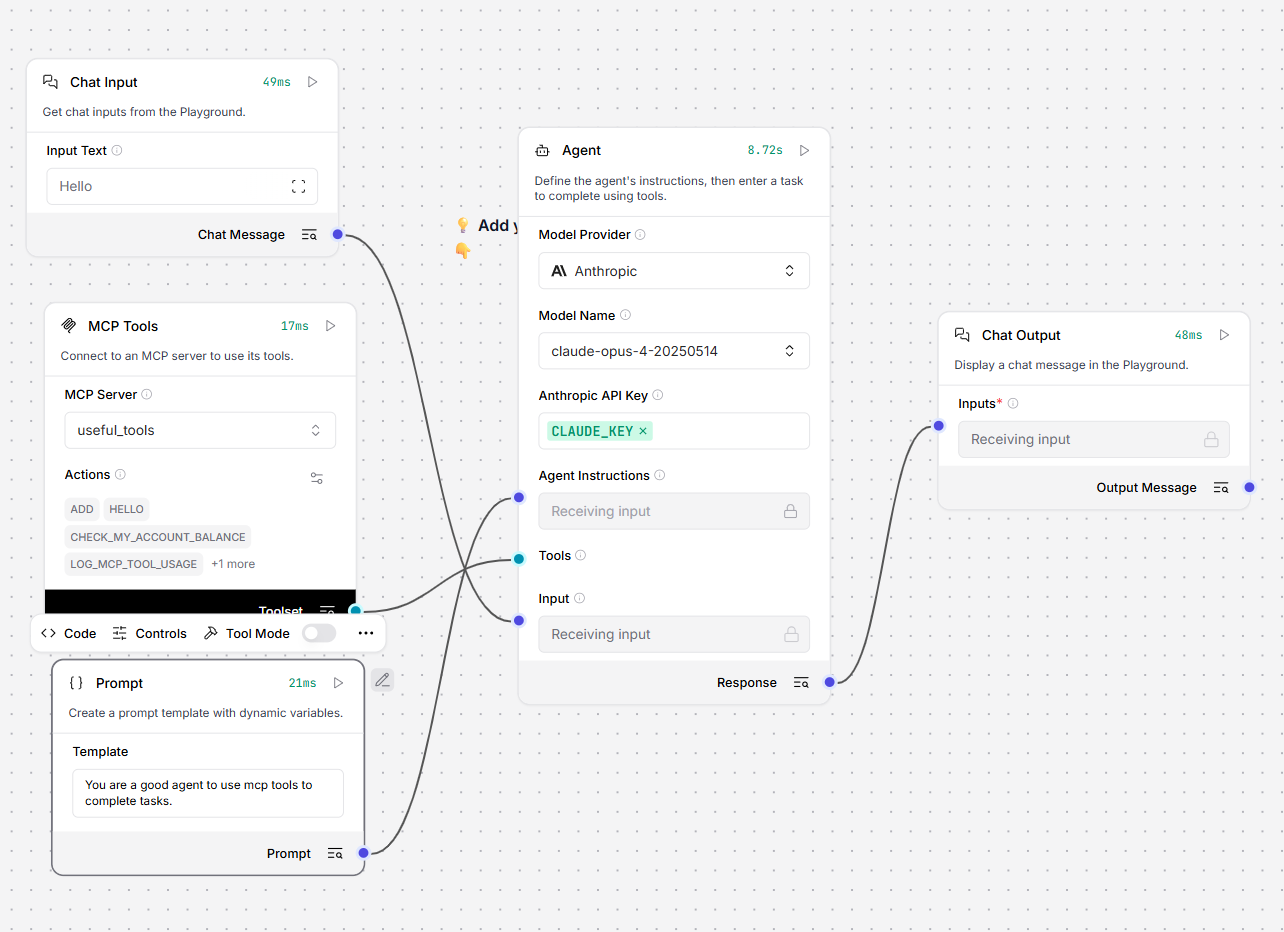 Chat Input
49ms
Get chat inputs from the Playground.
Input Text
Hello
Chat Message
MCP Tools
17ms
Connect to an MCP server to use its tools.
MCP Server
useful_tools
Actions
ADD
HELLO
CHECK_MY_ACCOUNT_BALANCE
LOG_MCP_TOOL_USAGE
+1 more
Toolset
Code
Controls
Tool Mode
Prompt
21ms
Create a prompt template with dynamic variables.
Template
You are a good agent to use mcp tools to
complete tasks.
Prompt
💡 Add
👇
Agent
8.72s
Define the agent's instructions, then enter a task
to complete using tools.
Model Provider
Anthropic
Model Name
claude-opus-4-20250514
Anthropic API Key
CLAUDE_KEY ×
Agent Instructions
Receiving input
Tools
Input
Receiving input
Response
Chat Output
48ms
Display a chat message in the Playground.
Inputs*
Receiving input
Output Message